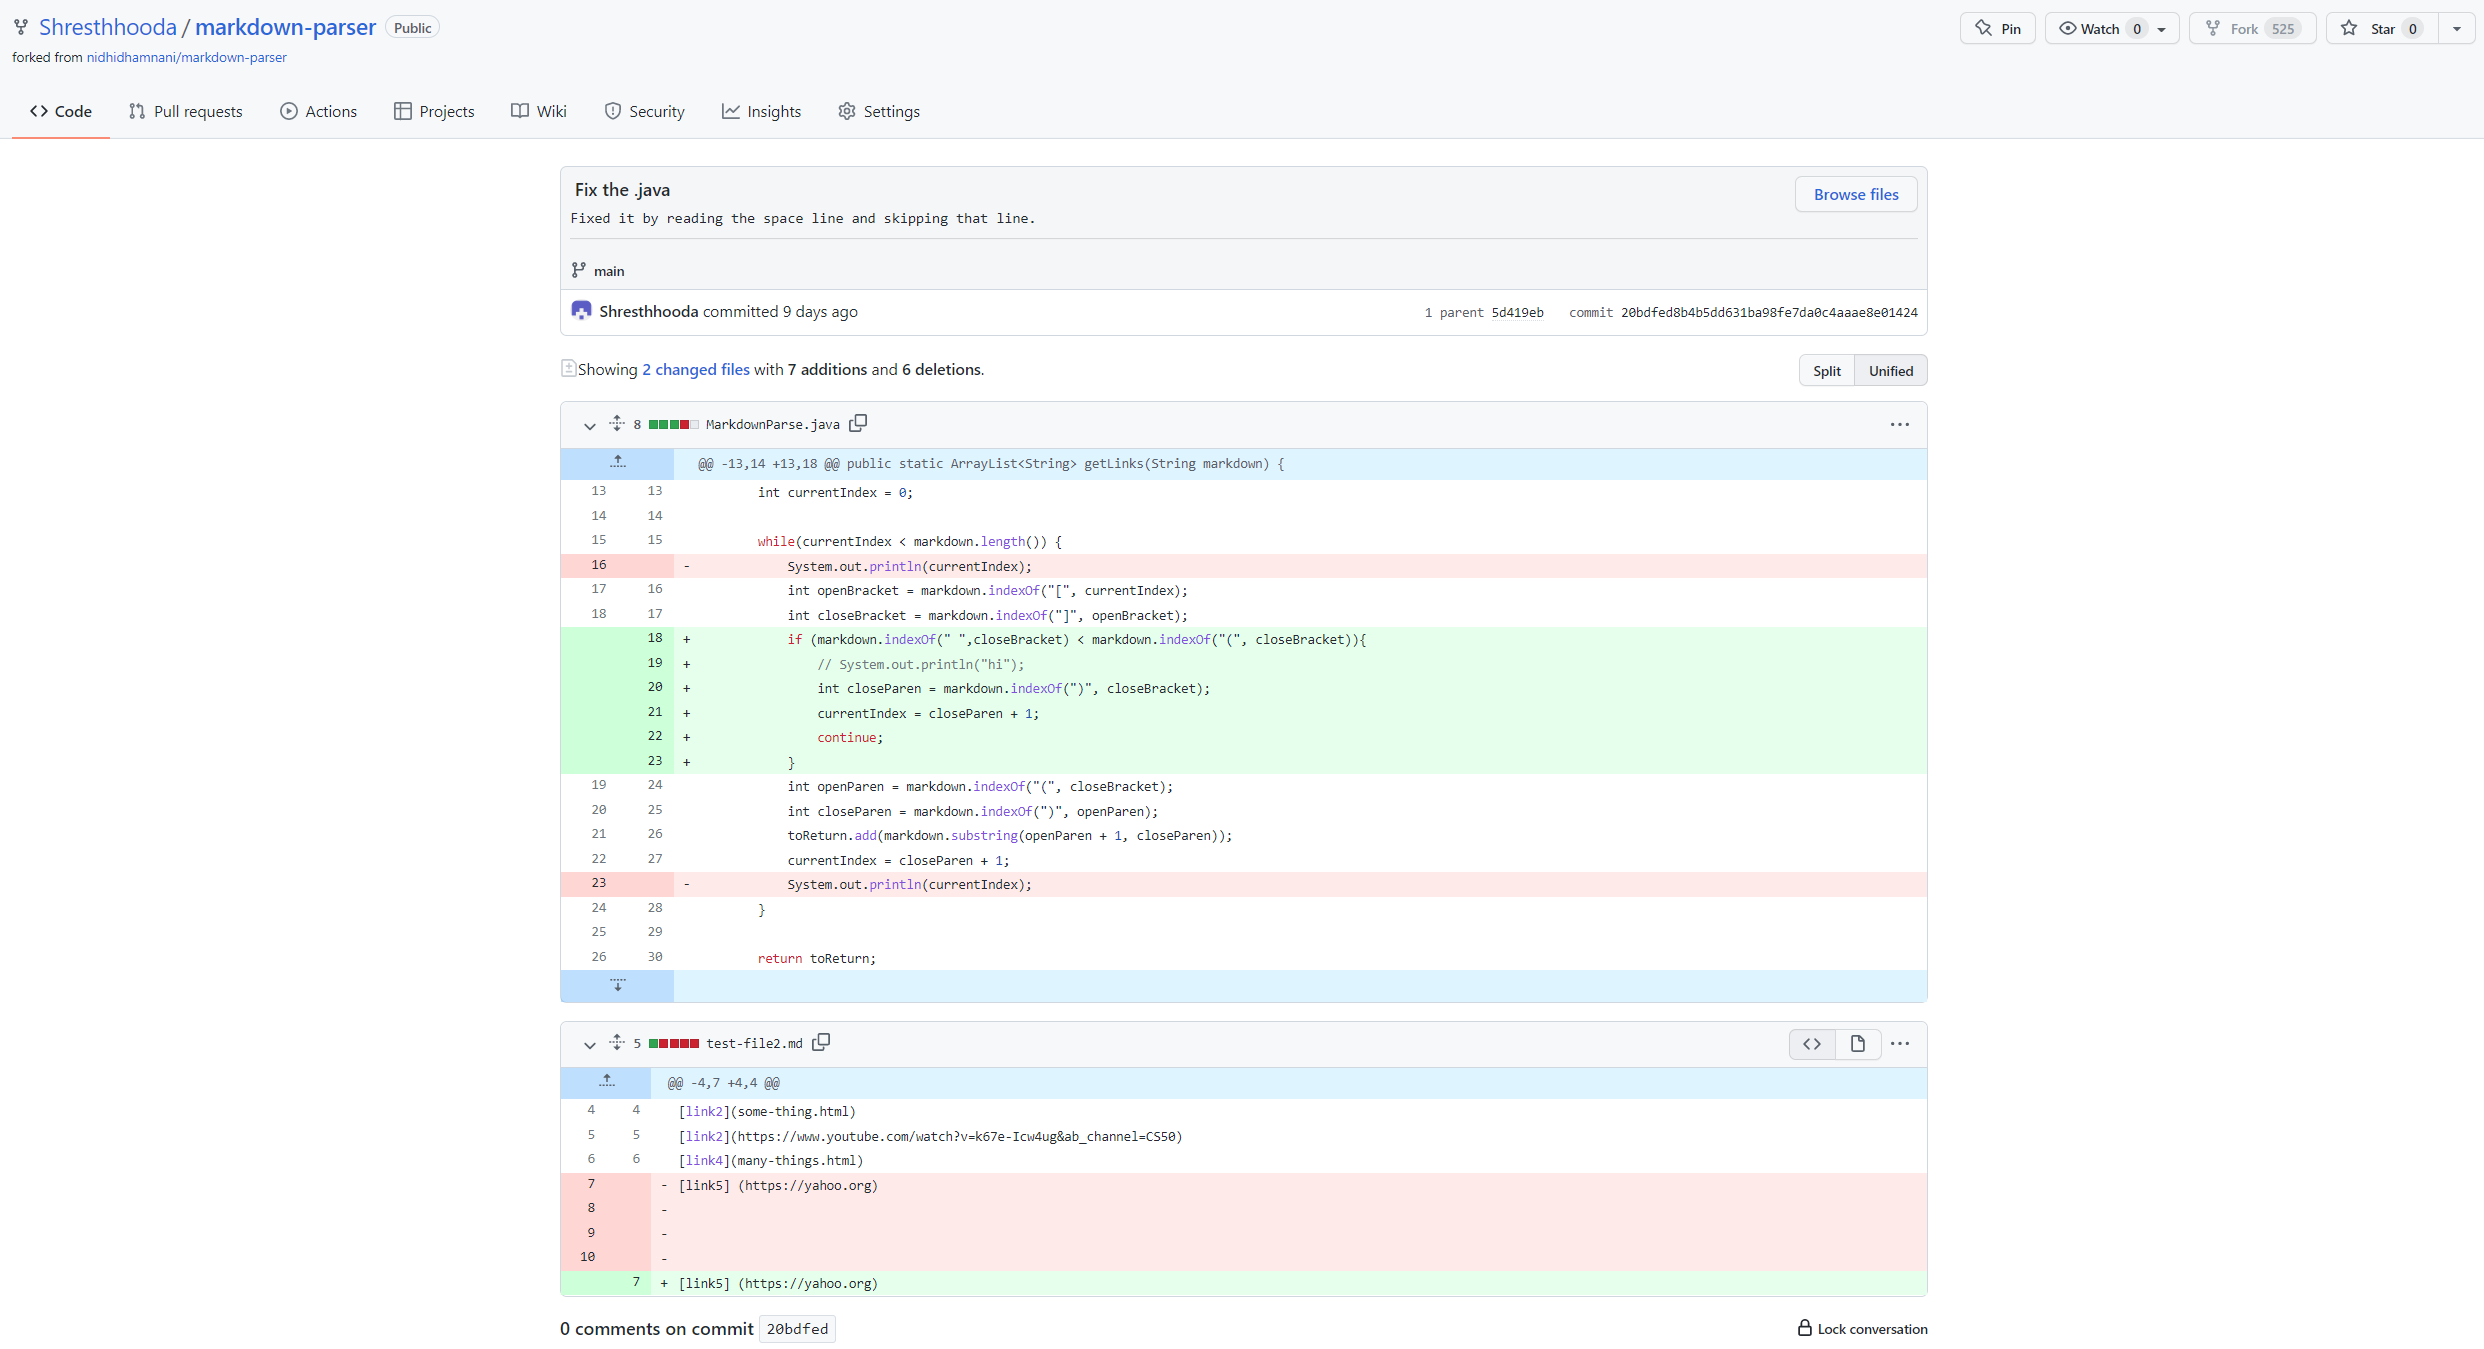 Shresthhooda / markdown-parser Public
Pin Watch 0 Fork 525 Star 0
forked from nidhidhamnani/markdown-parser
Code Pull requests Actions Projects Wiki Security Insights Settings
Fix the .java
Browse files
Fixed it by reading the space line and skipping that line.
main
Shresthhooda committed 9 days ago 1 parent 5d419eb commit 20bdfed8b4b5dd631ba98fe7da0c4aaae8e01424
Showing 2 changed files with 7 additions and 6 deletions. Split Unified
8 MarkdownParse.java
@@ -13,14 +13,18 @@ public static ArrayList<String> getLinks(String markdown) {
13 13 int currentIndex = 0;
14 14
15 15 while(currentIndex < markdown.length()) {
16 - System.out.println(currentIndex);
17 16 int openBracket = markdown.indexOf("[", currentIndex);
18 17 int closeBracket = markdown.indexOf("]", openBracket);
18 + if (markdown.indexOf(" ",closeBracket) < markdown.indexOf("(", closeBracket)){
19 + // System.out.println("hi");
20 + int closeParen = markdown.indexOf(")", closeBracket);
21 + currentIndex = closeParen + 1;
22 + continue;
23 + }
19 24 int openParen = markdown.indexOf("(", closeBracket);
20 25 int closeParen = markdown.indexOf(")", openParen);
21 26 toReturn.add(markdown.substring(openParen + 1, closeParen));
22 27 currentIndex = closeParen + 1;
23 - System.out.println(currentIndex);
24 28 }
25 29
26 30 return toReturn;
5 test-file2.md
@@ -4,7 +4,4 @@
4 4 [link2](some-thing.html)
5 5 [link2](https://www.youtube.com/watch?v=k67e-Icw4ug&ab_channel=CS50)
6 6 [link4](many-things.html)
7 - [link5] (https://yahoo.org)
8 -
9 -
10 -
7 + [link5] (https://yahoo.org)
0 comments on commit 20bdfed Lock conversation